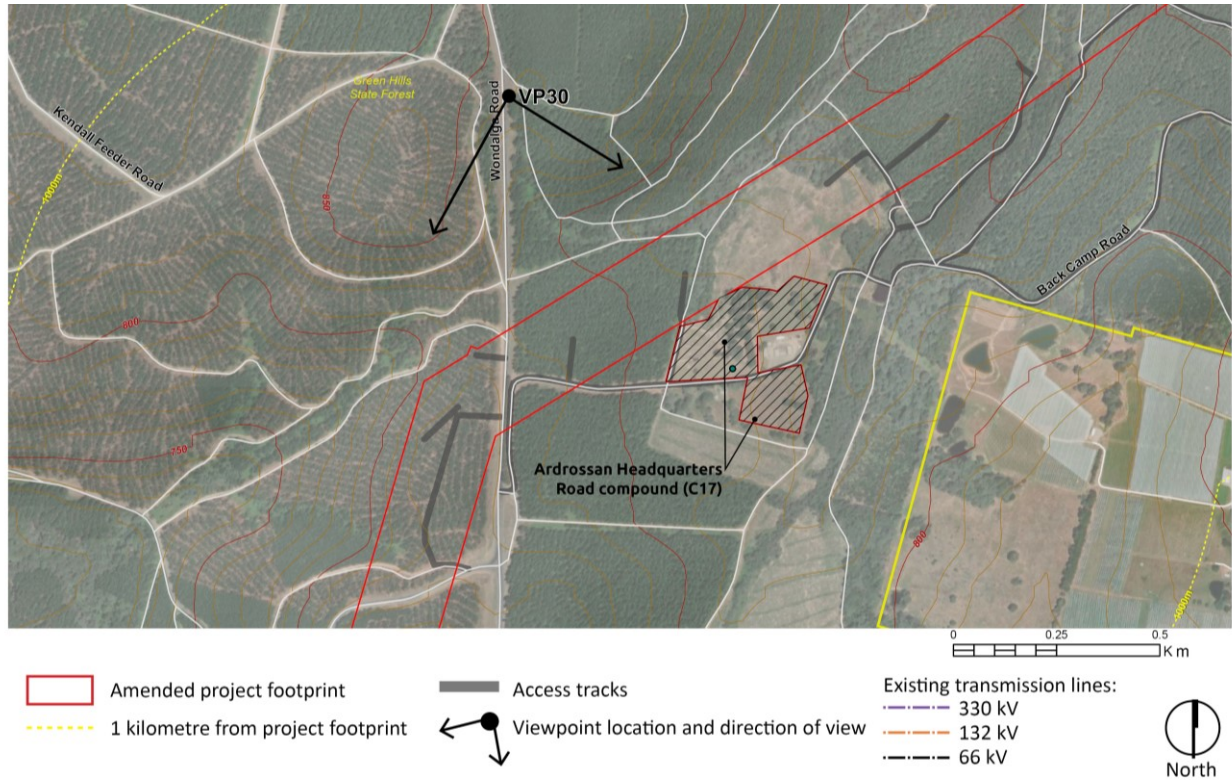 Green Hills
State Forest
VP30
Wondalga Road
Kendall Feeder Road
1000m
850
Back Camp Road
800
750
Ardrossan Headquarters
Road compound (C17)
800
1000m
0 0.25 0.5
Km
Amended project footprint
1 kilometre from project footprint
Access tracks
Viewpoint location and direction of view
Existing transmission lines:
330 kV
132 kV
66 kV
North